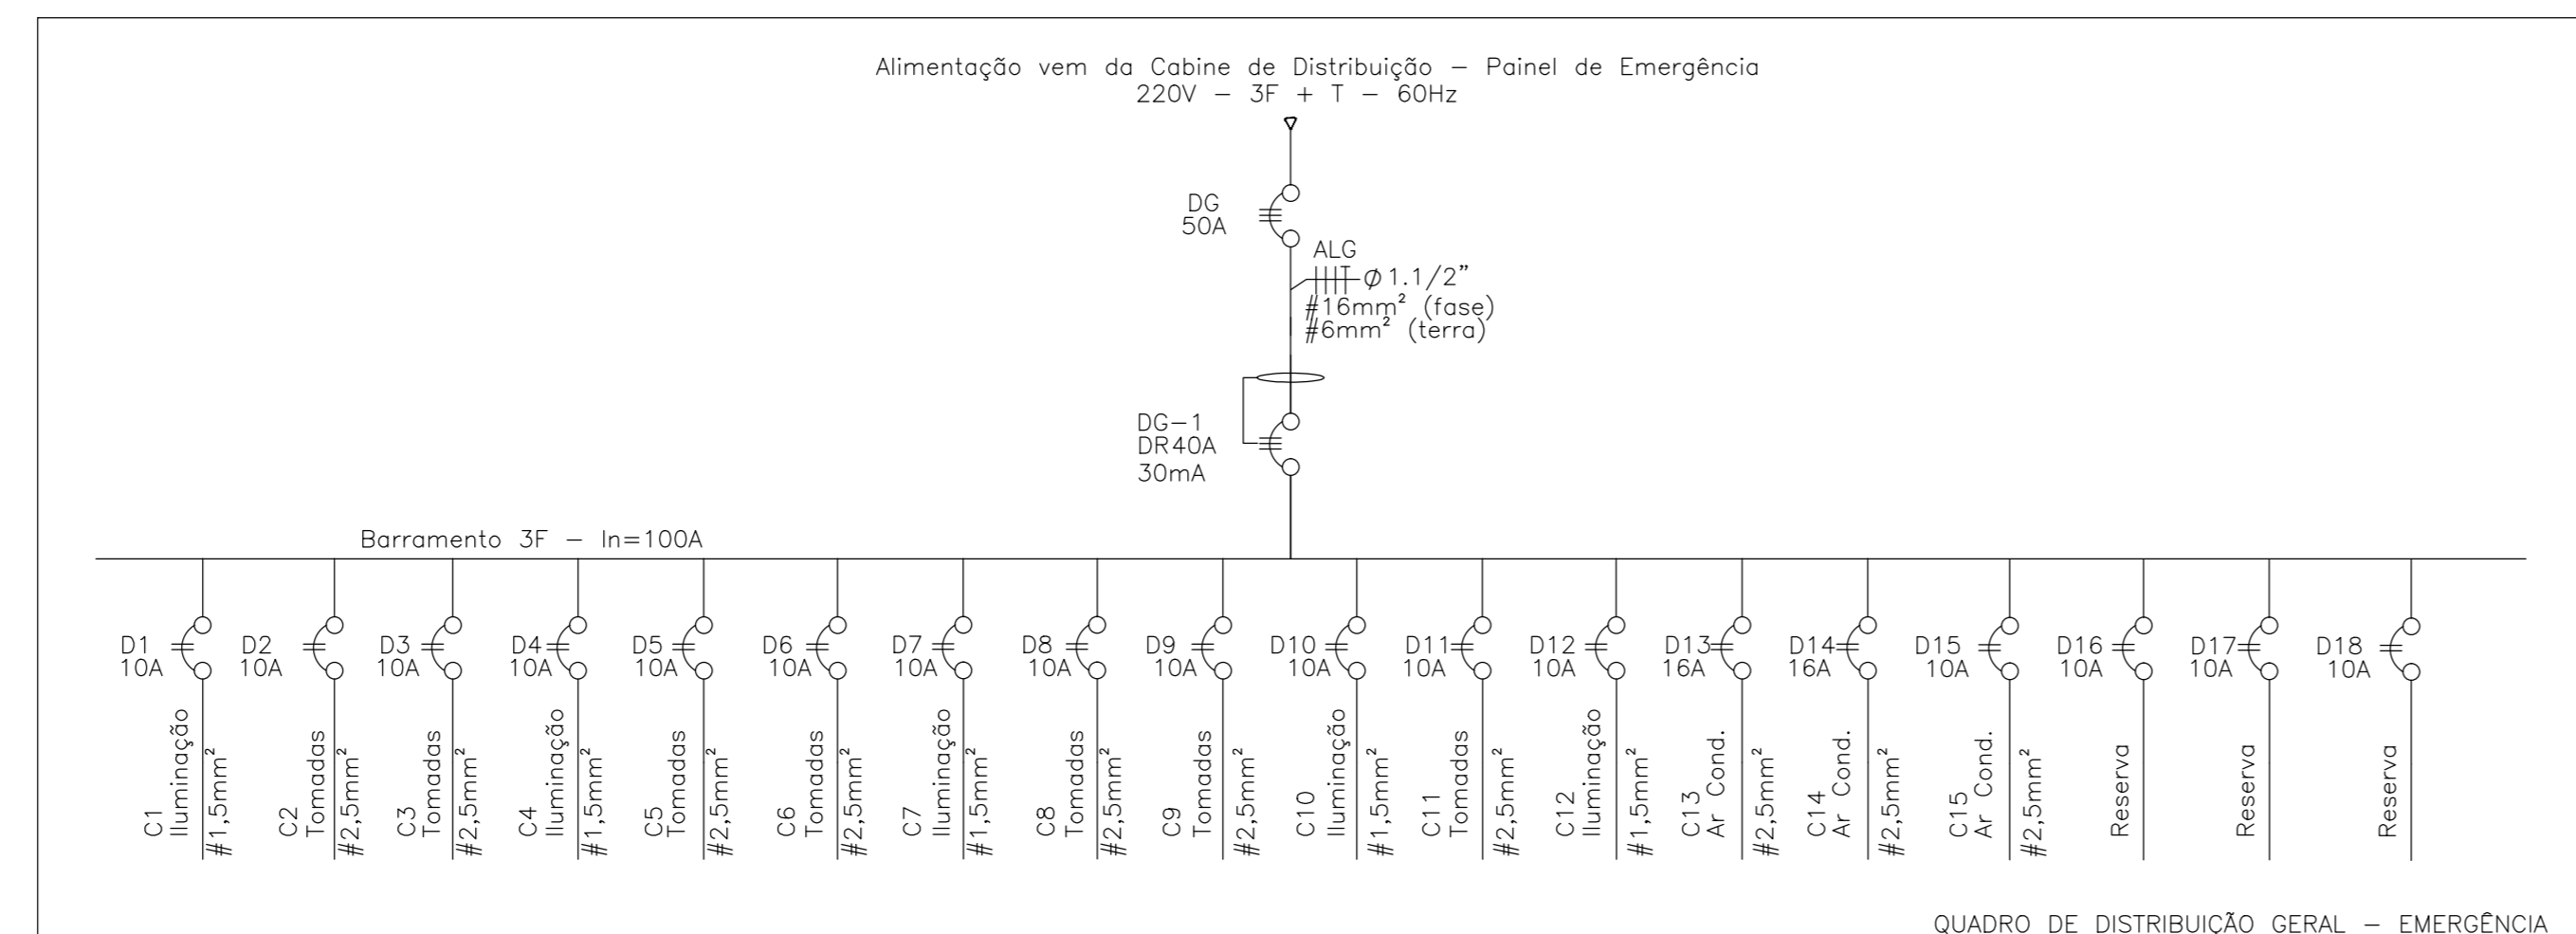 Alimentação vem da Cabine de Distribuição – Painel de Emergência
220V – 3F + T – 60Hz
DG
50A
ALG
Ø1.1/2"
#16mm² (fase)
#6mm² (terra)
DG-1
DR40A
30mA
Barramento 3F – In=100A
D1
10A
D2
10A
D3
10A
D4
10A
D5
10A
D6
10A
D7
10A
D8
10A
D9
10A
D10
10A
D11
10A
D12
10A
D13
16A
D14
16A
D15
10A
D16
10A
D17
10A
D18
10A
C1
Iluminação
#1,5mm²
C2
Tomadas
#2,5mm²
C3
Tomadas
#2,5mm²
C4
Iluminação
#1,5mm²
C5
Tomadas
#2,5mm²
C6
Tomadas
#2,5mm²
C7
Iluminação
#1,5mm²
C8
Tomadas
#2,5mm²
C9
Tomadas
#2,5mm²
C10
Iluminação
#1,5mm²
C11
Tomadas
#2,5mm²
C12
Iluminação
#1,5mm²
C13
Ar Cond.
#2,5mm²
C14
Ar Cond.
#2,5mm²
C15
Ar Cond.
#2,5mm²
Reserva
Reserva
Reserva
QUADRO DE DISTRIBUIÇÃO GERAL – EMERGÊNCIA